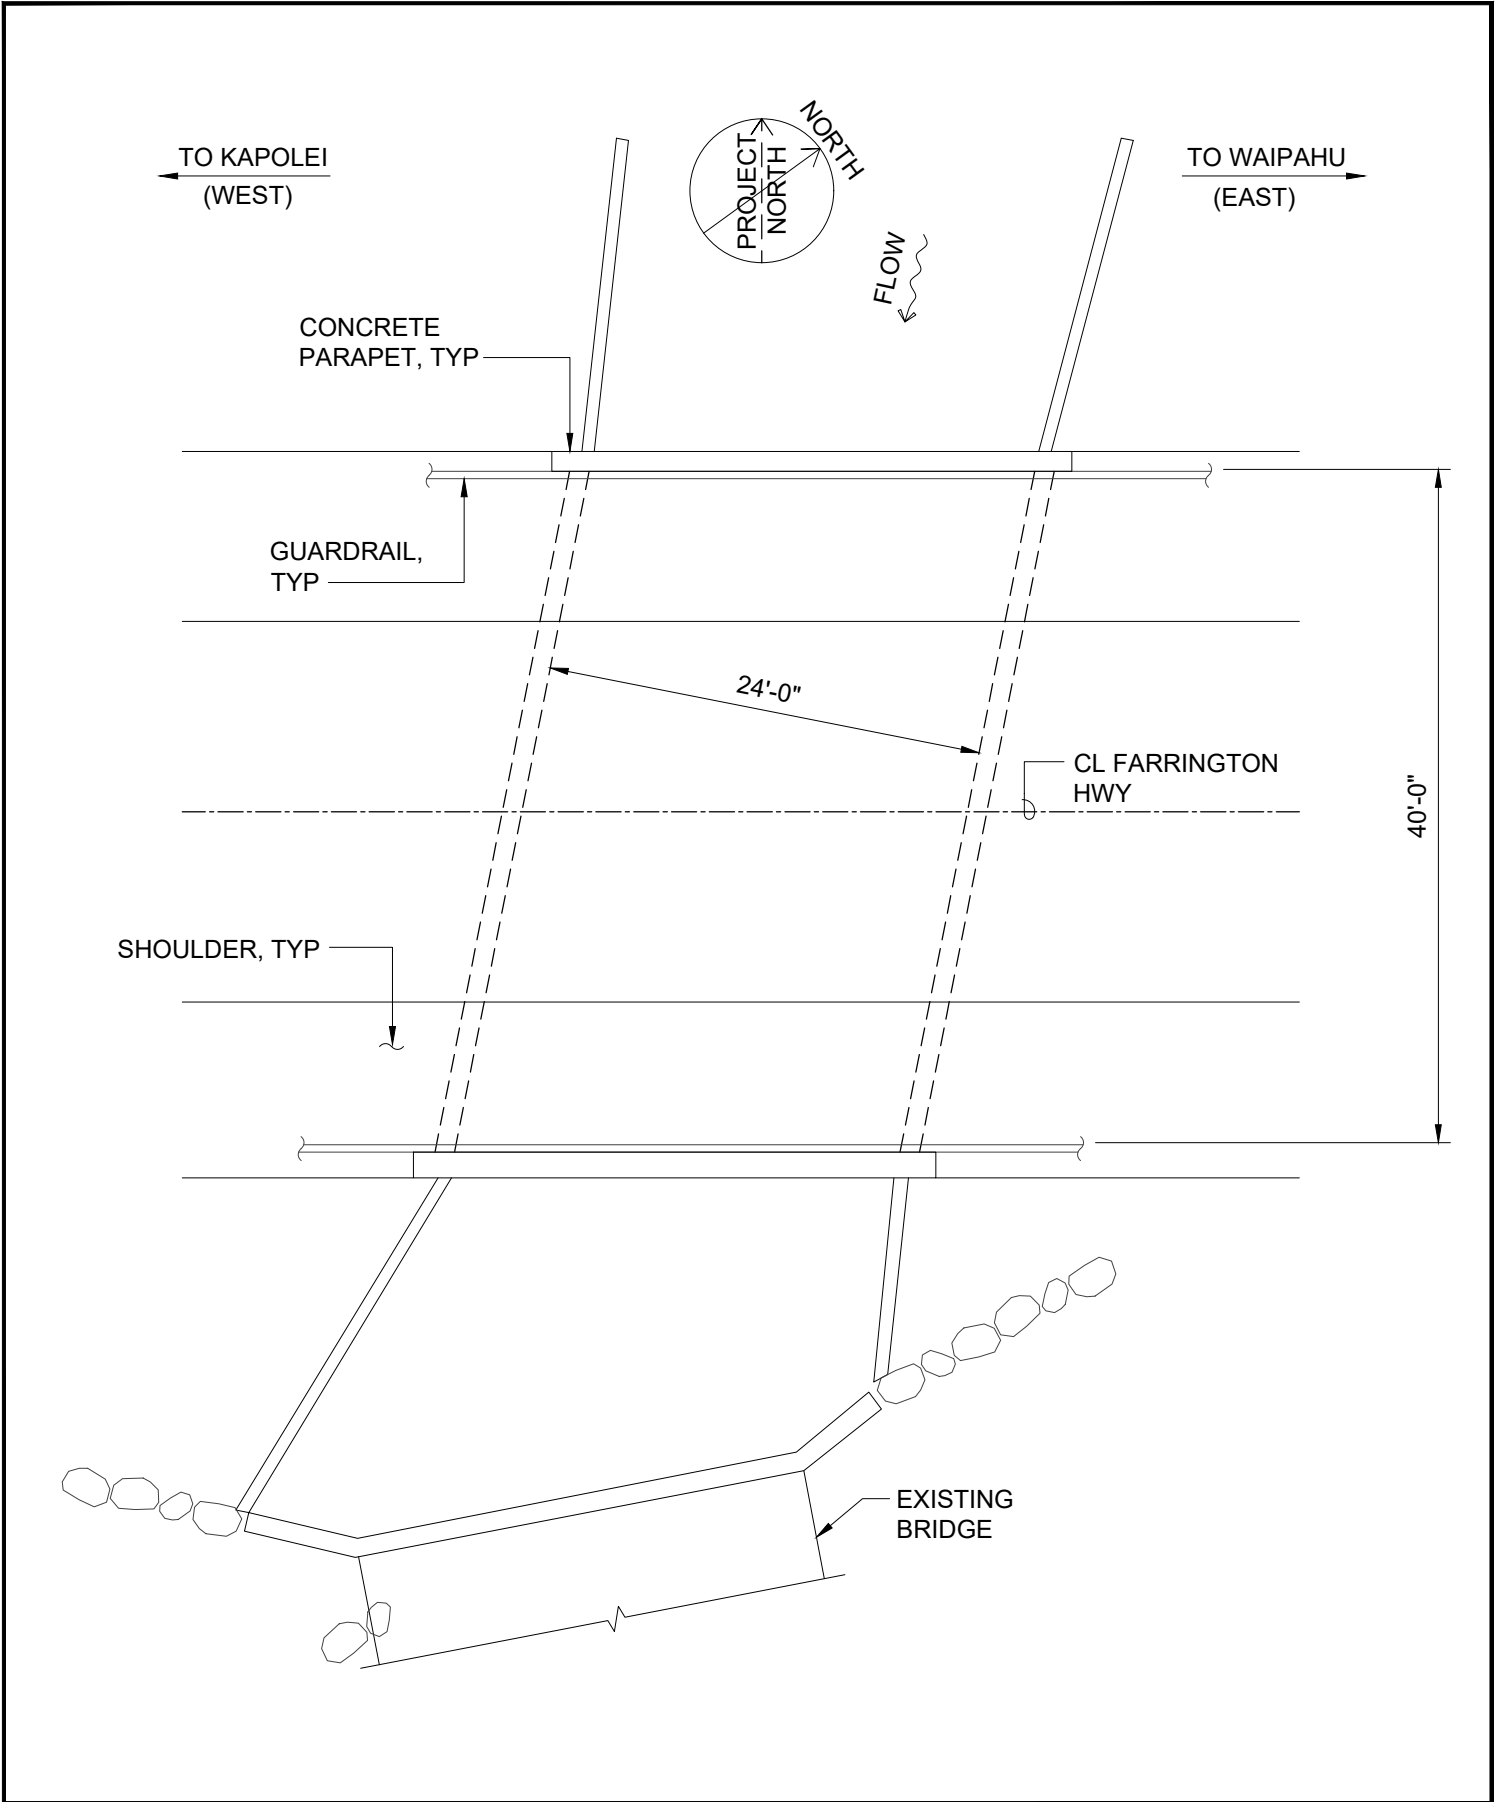 TO KAPOLEI
(WEST)
PROJECT
NORTH
NORTH
TO WAIPAHU
(EAST)
FLOW
CONCRETE
PARAPET, TYP
GUARDRAIL,
TYP
24'-0"
CL FARRINGTON
HWY
40'-0"
SHOULDER, TYP
EXISTING
BRIDGE